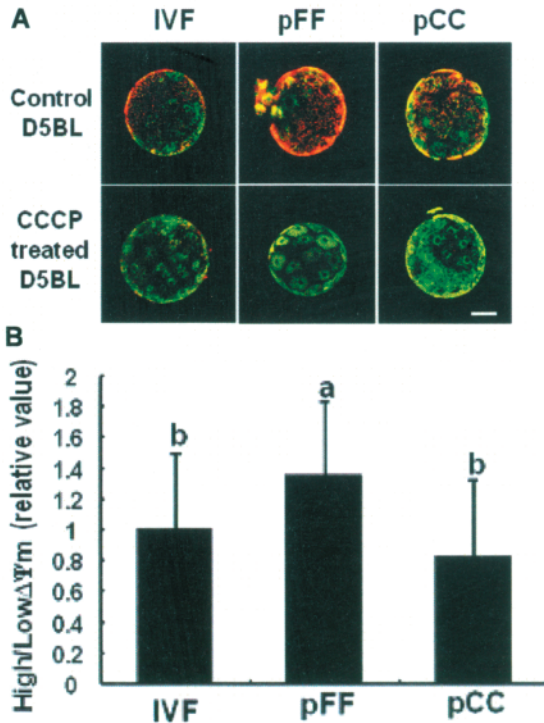 A
IVF pFF pCC
Control
D5BL
CCCP
treated
D5BL
B
High/LowΔΨm (relative value)
2
1.8
1.6
1.4
1.2
1
0.8
0.6
0.4
0.2
0
b
a
b
IVF pFF pCC